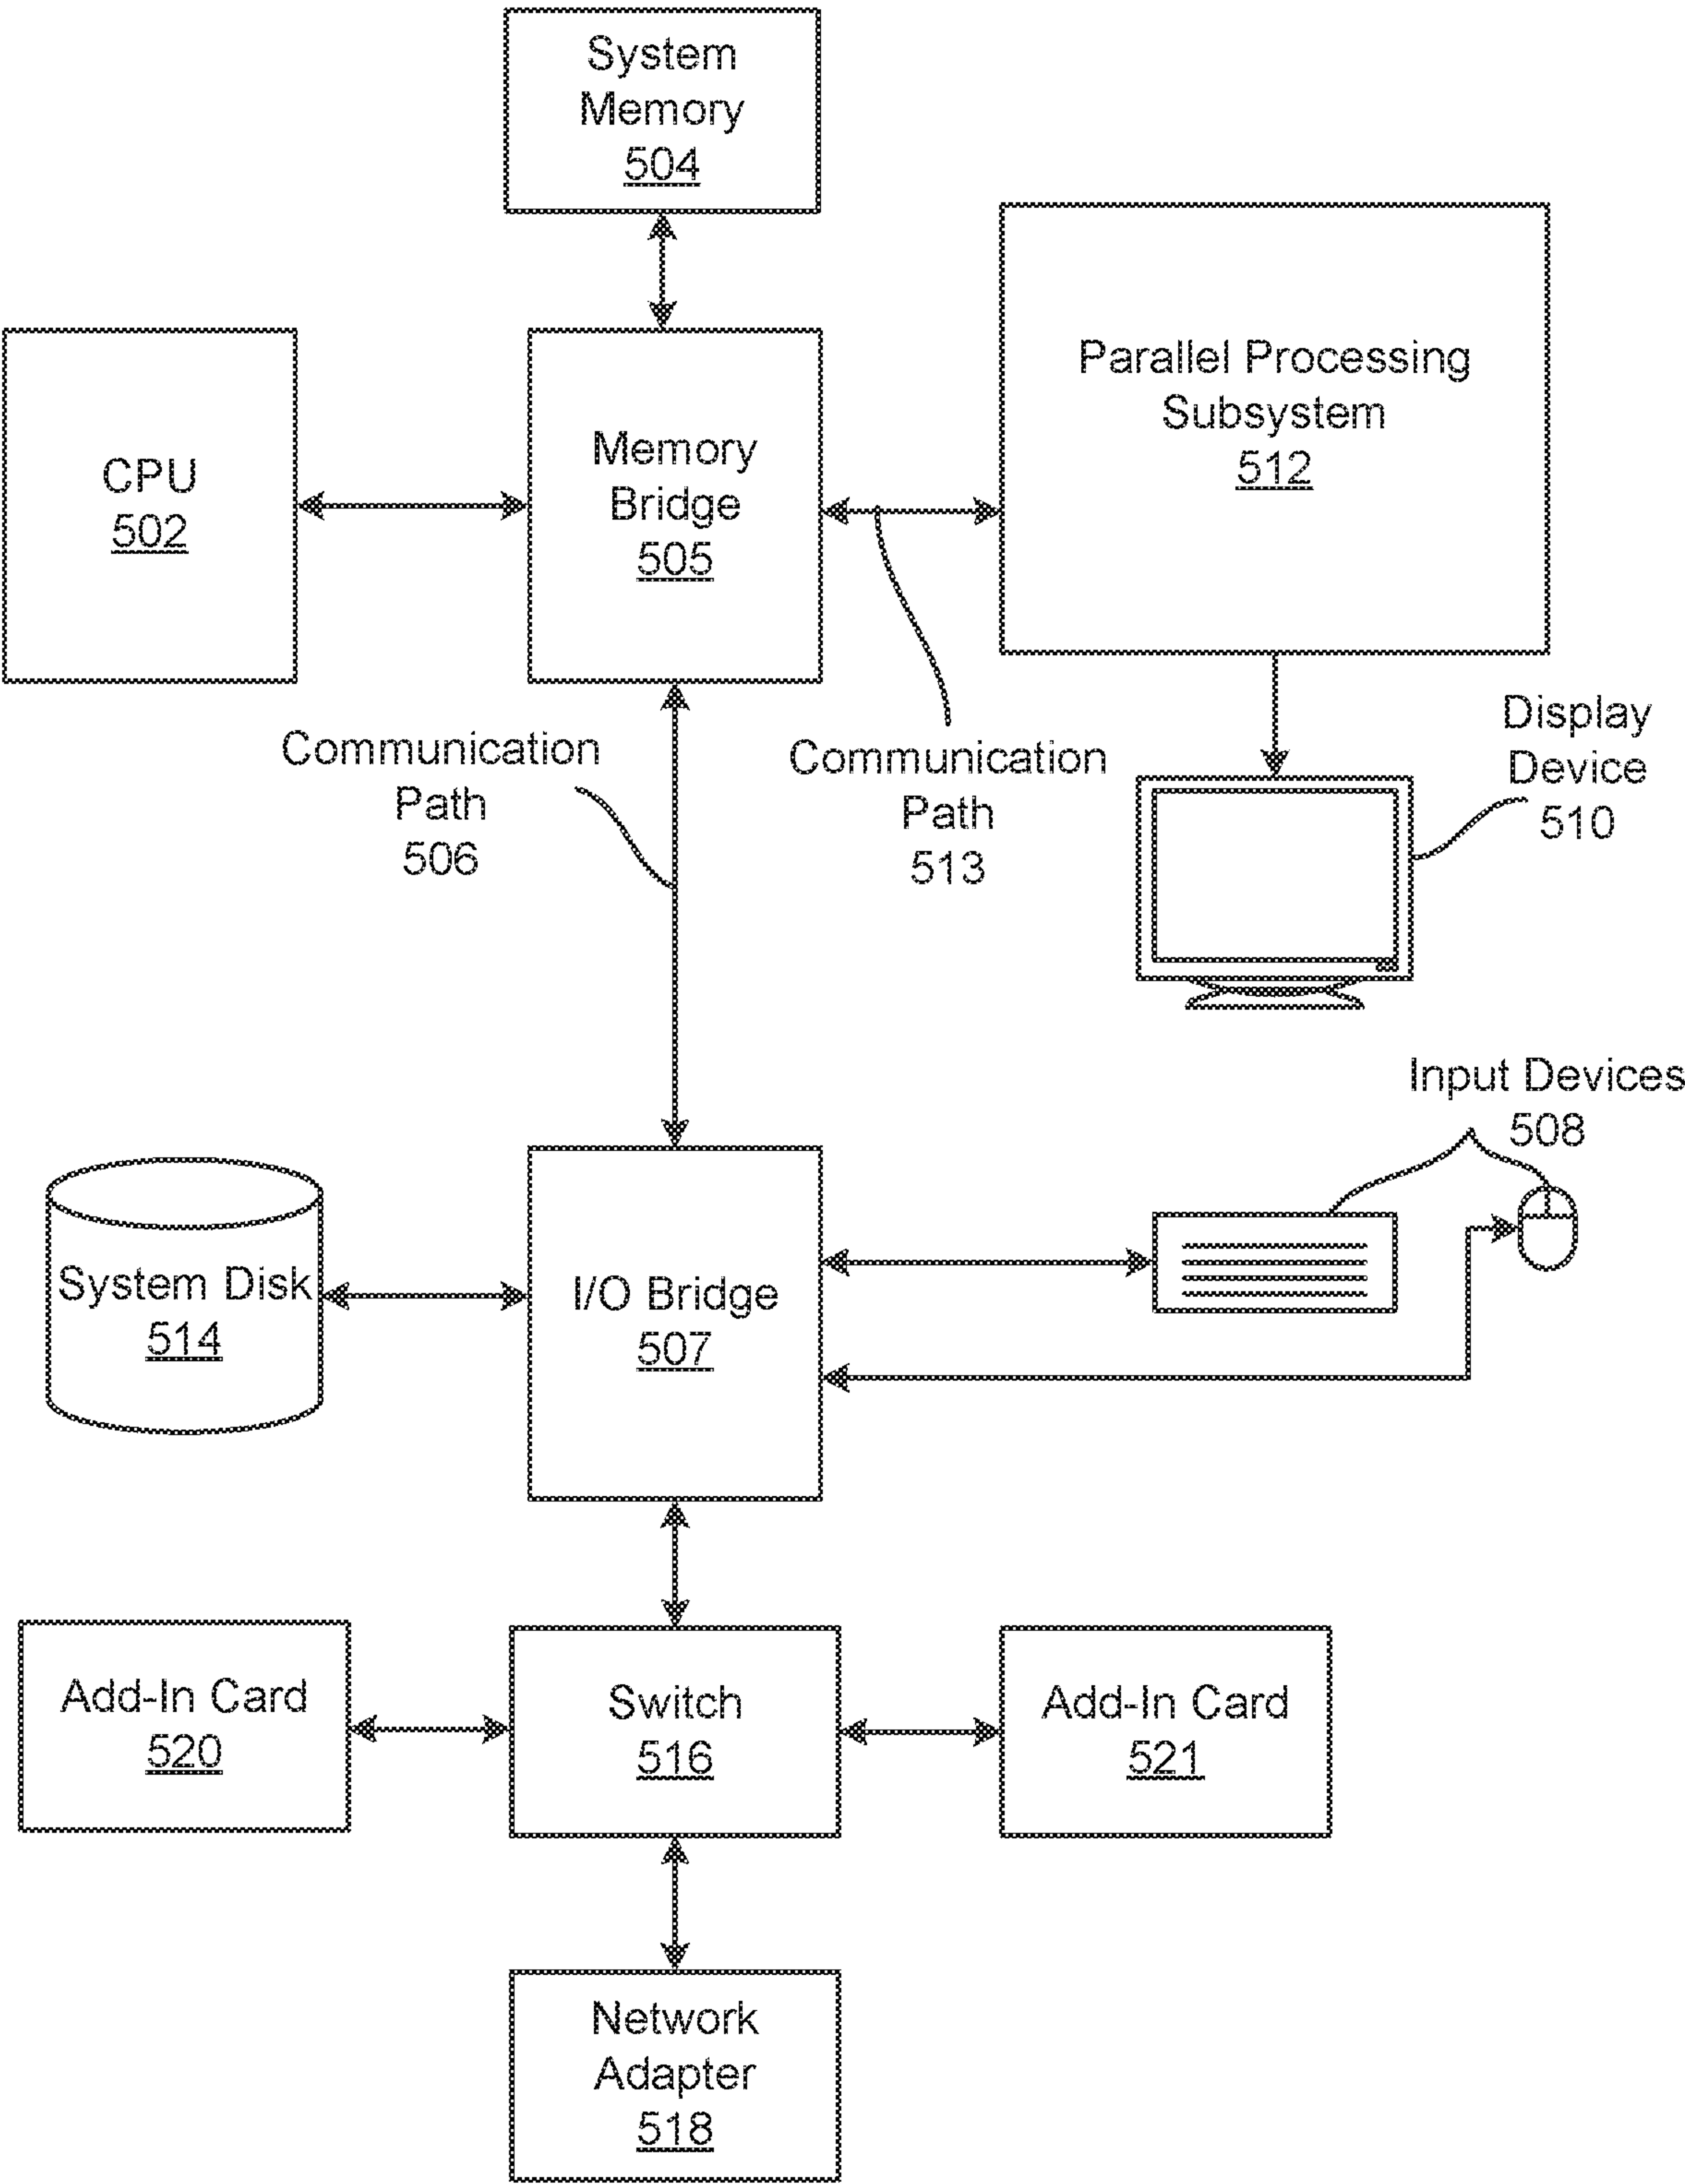 System
Memory
504
Parallel Processing
Subsystem
512
CPU
502
Memory
Bridge
505
Communication
Path
506
Communication
Path
513
Display
Device
510
Input Devices
508
System Disk
514
I/O Bridge
507
Add-In Card
520
Switch
516
Add-In Card
521
Network
Adapter
518